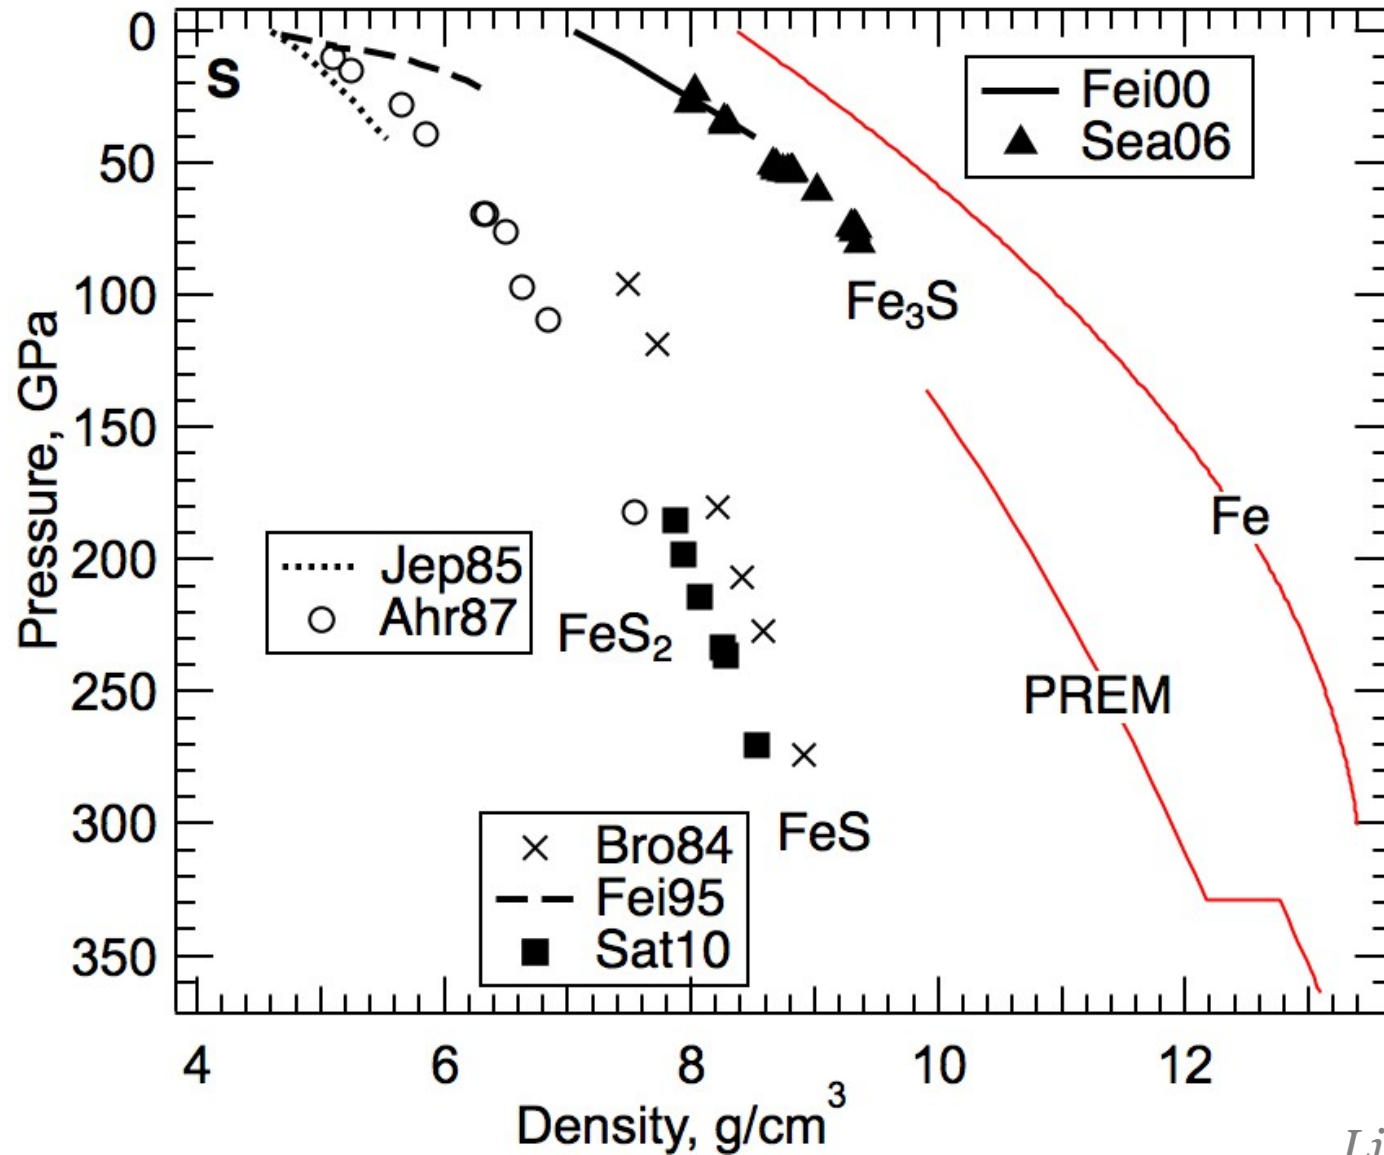 0
50
100
150
200
250
300
350
Pressure, GPa
S
Fei00
Sea06
Fe₃S
Fe
Jep85
Ahr87
FeS₂
PREM
Bro84
Fei95
Sat10
FeS
4 6 8 10 12
Density, g/cm³
Li